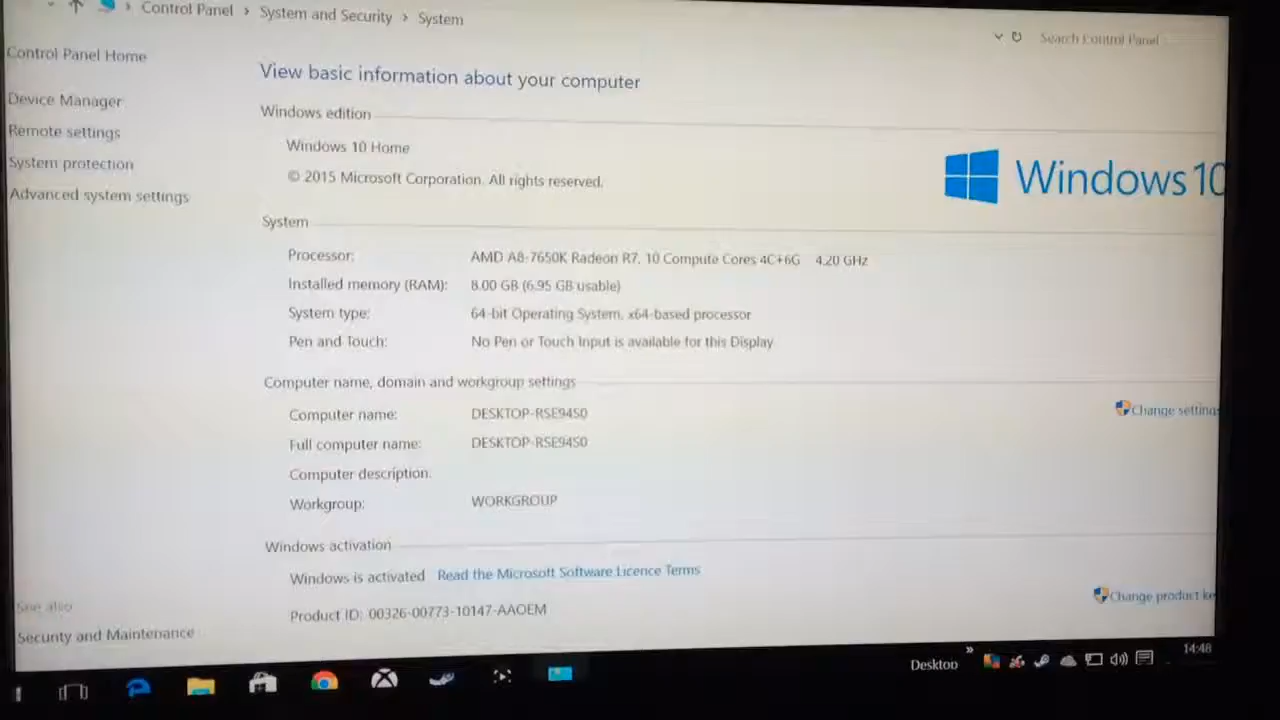 Control Panel › System and Security › System
Search Control Panel
Control Panel Home
Device Manager
Remote settings
System protection
Advanced system settings
View basic information about your computer
Windows edition
Windows 10 Home
© 2015 Microsoft Corporation. All rights reserved.
Windows 10
System
Processor: AMD A8-7650K Radeon R7, 10 Compute Cores 4C+6G 4.20 GHz
Installed memory (RAM): 8.00 GB (6.95 GB usable)
System type: 64-bit Operating System, x64-based processor
Pen and Touch: No Pen or Touch Input is available for this Display
Computer name, domain and workgroup settings
Computer name: DESKTOP-RSE94S0
Change settings
Full computer name: DESKTOP-RSE94S0
Computer description:
Workgroup: WORKGROUP
Windows activation
Windows is activated Read the Microsoft Software Licence Terms
Product ID: 00326-00773-10147-AAOEM
Change product ke
See also
Security and Maintenance
Desktop »
14:48